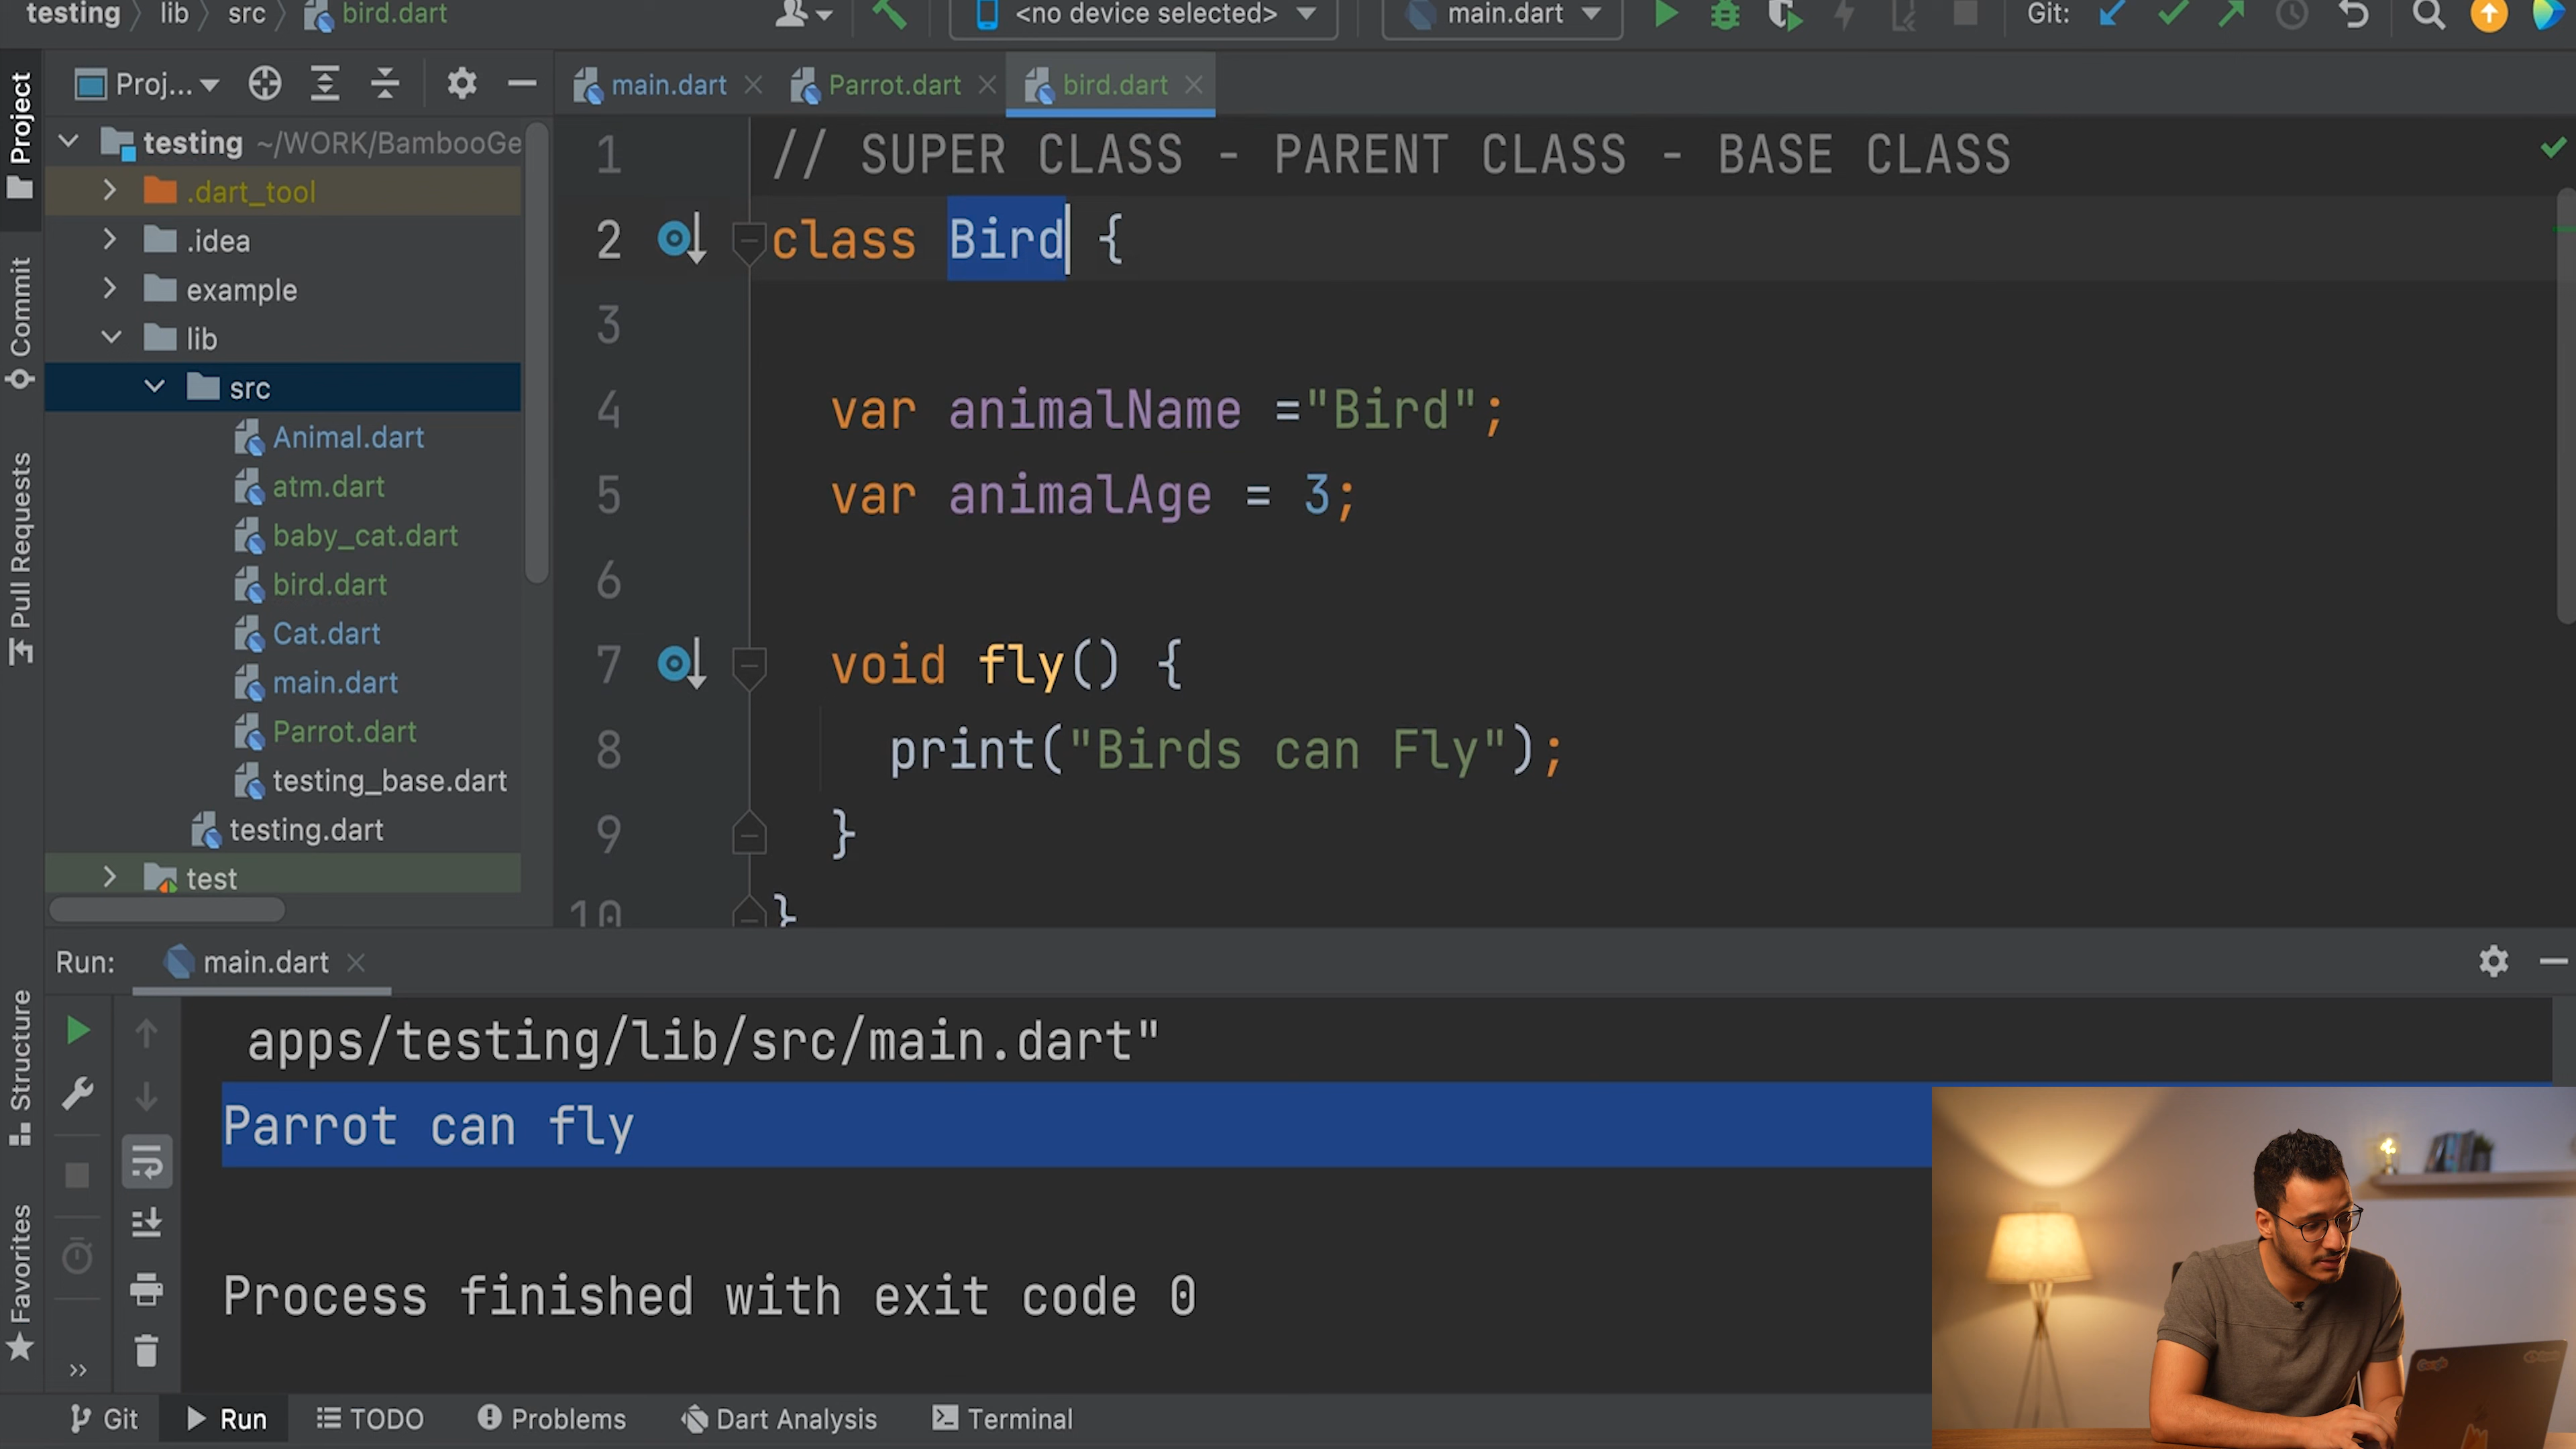 testing lib src bird.dart <no device selected> main.dart Git:
Project
Commit
Pull Requests
Structure
Favorites
Proj...
testing ~/WORK/BambooGe
.dart_tool
.idea
example
lib
src
Animal.dart
atm.dart
baby_cat.dart
bird.dart
Cat.dart
main.dart
Parrot.dart
testing_base.dart
testing.dart
test
main.dart Parrot.dart bird.dart
1 // SUPER CLASS - PARENT CLASS - BASE CLASS
2 class Bird {
3
4 var animalName ="Bird";
5 var animalAge = 3;
6
7 void fly() {
8 print("Birds can Fly");
9 }
10 }
Run: main.dart
apps/testing/lib/src/main.dart"
Parrot can fly
Process finished with exit code 0
Google
Git Run TODO Problems Dart Analysis Terminal